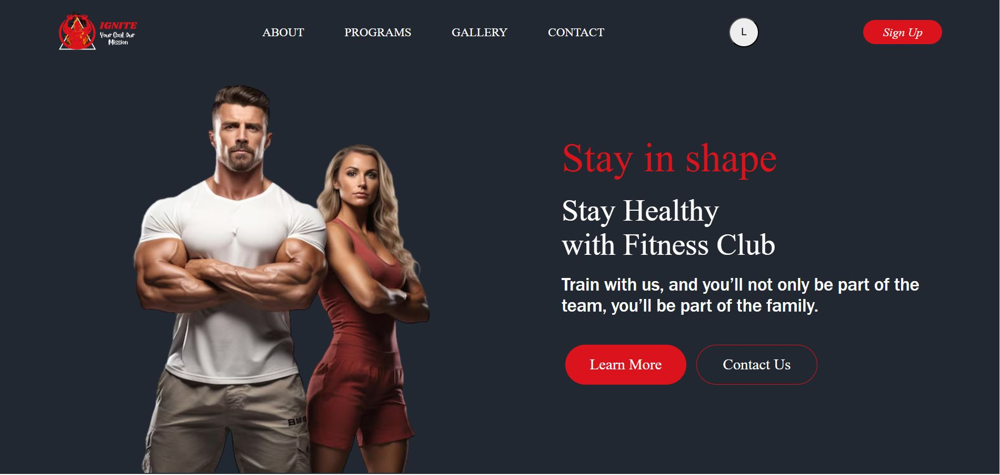 IGNITE
Your Goal, Our
Mission
ABOUT
PROGRAMS
GALLERY
CONTACT
L
Sign Up
Stay in shape
Stay Healthy
with Fitness Club
Train with us, and you’ll not only be part of the
team, you’ll be part of the family.
Learn More
Contact Us